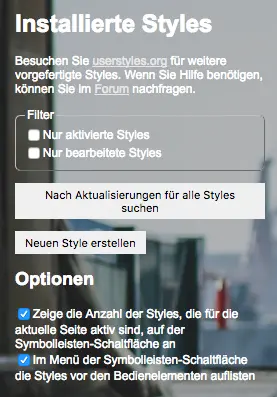 Installierte Styles
Besuchen Sie userstyles.org für weitere
vorgefertigte Styles. Wenn Sie Hilfe benötigen,
können Sie im Forum nachfragen.
Filter
Nur aktivierte Styles
Nur bearbeitete Styles
Nach Aktualisierungen für alle Styles
suchen
Neuen Style erstellen
Optionen
Zeige die Anzahl der Styles, die für die
aktuelle Seite aktiv sind, auf der
Symbolleisten-Schaltfläche an
Im Menü der Symbolleisten-Schaltfläche
die Styles vor den Bedienelementen auflisten